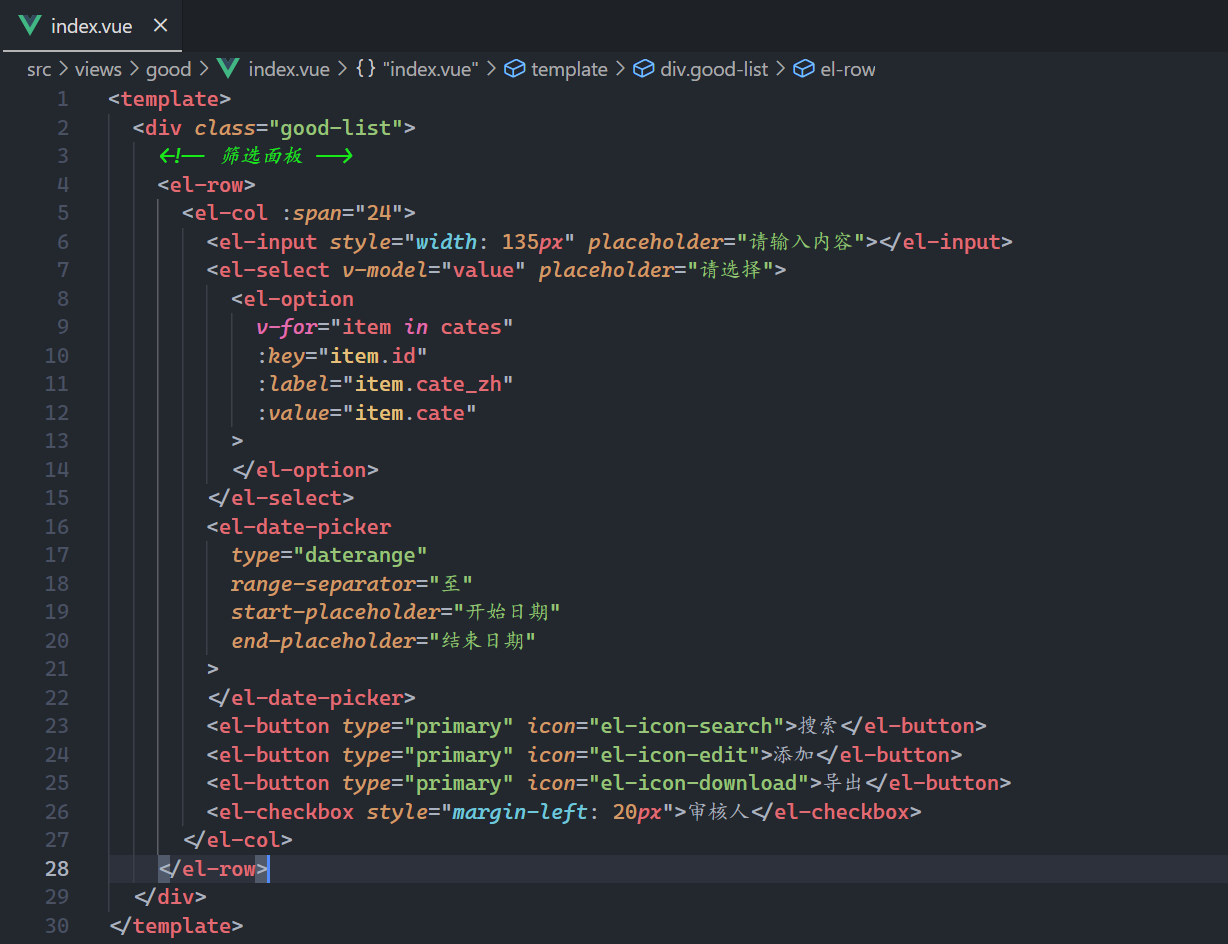 index.vue ×
src > views > good > index.vue > {} "index.vue" > template > div.good-list > el-row
1 <template>
2 <div class="good-list">
3 <!-- 筛选面板 -->
4 <el-row>
5 <el-col :span="24">
6 <el-input style="width: 135px" placeholder="请输入内容"></el-input>
7 <el-select v-model="value" placeholder="请选择">
8 <el-option
9 v-for="item in cates"
10 :key="item.id"
11 :label="item.cate_zh"
12 :value="item.cate"
13 >
14 </el-option>
15 </el-select>
16 <el-date-picker
17 type="daterange"
18 range-separator="至"
19 start-placeholder="开始日期"
20 end-placeholder="结束日期"
21 >
22 </el-date-picker>
23 <el-button type="primary" icon="el-icon-search">搜索</el-button>
24 <el-button type="primary" icon="el-icon-edit">添加</el-button>
25 <el-button type="primary" icon="el-icon-download">导出</el-button>
26 <el-checkbox style="margin-left: 20px">审核人</el-checkbox>
27 </el-col>
28 </el-row>
29 </div>
30 </template>